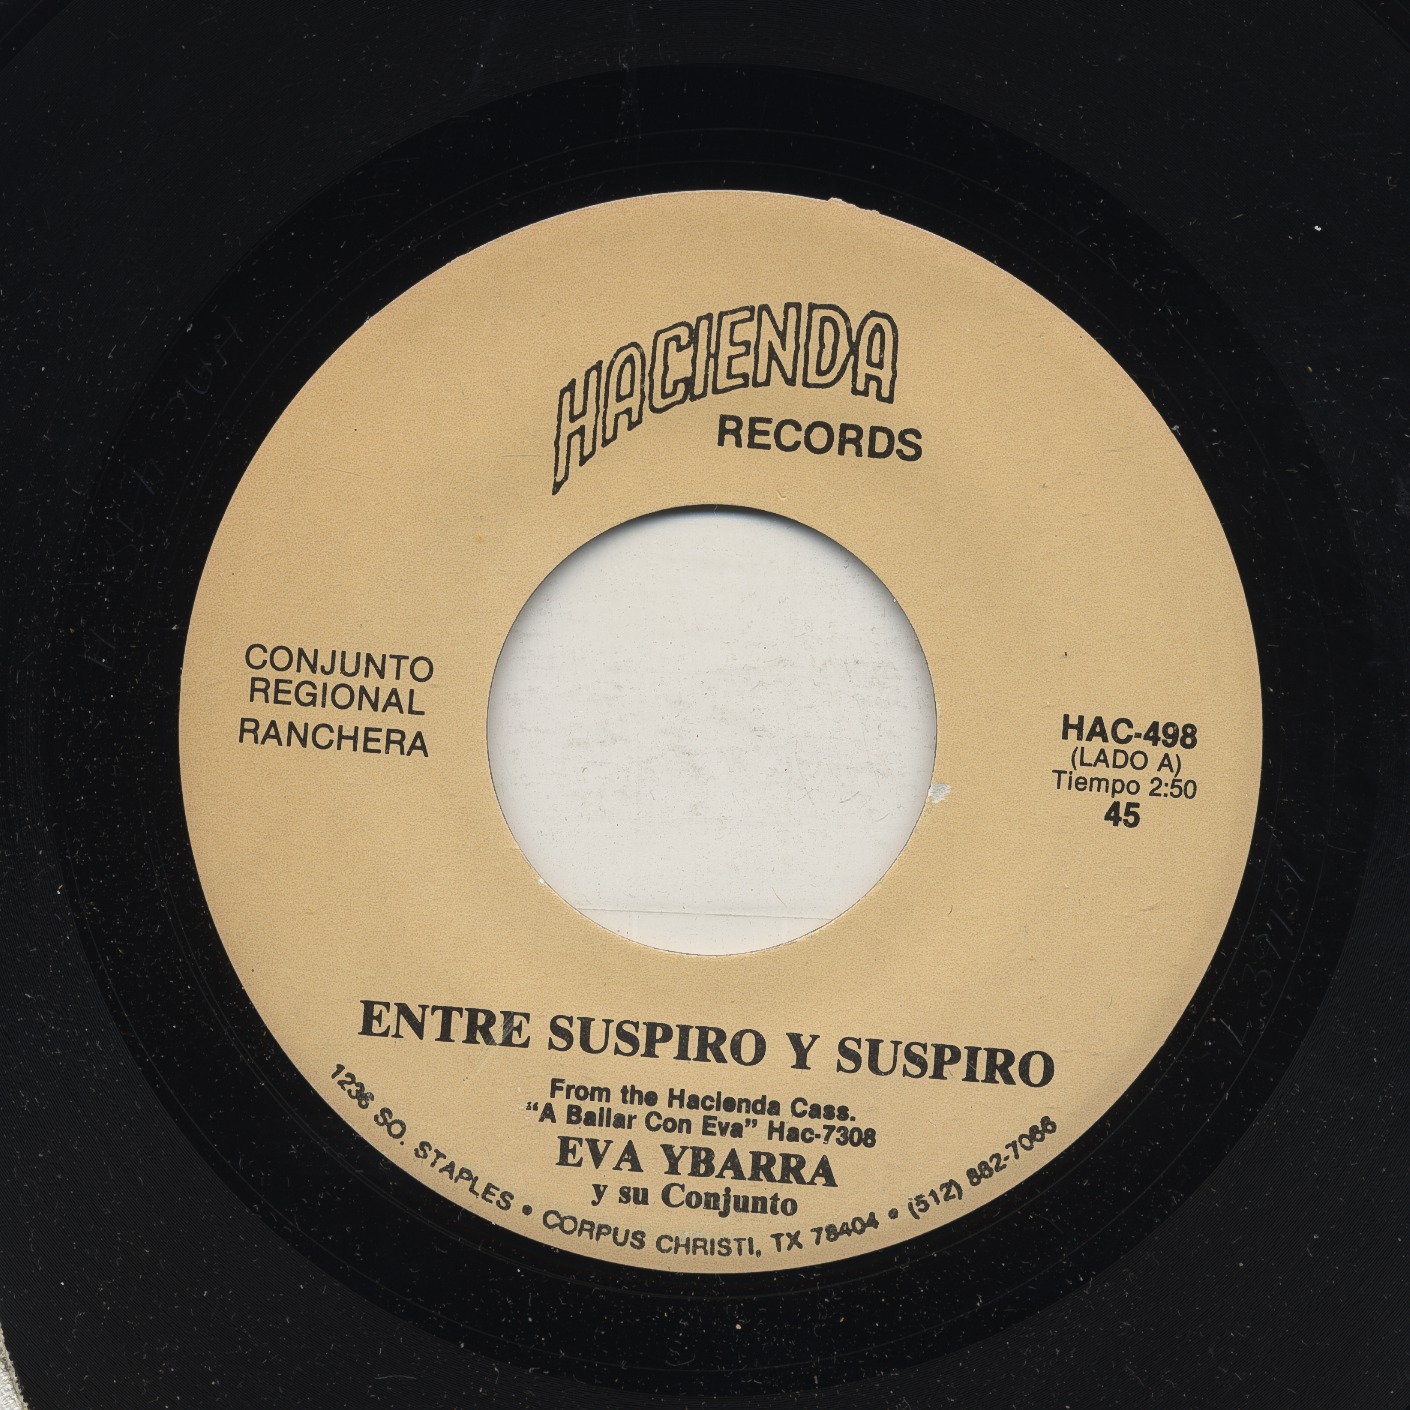 HACIENDA
RECORDS
CONJUNTO
REGIONAL
RANCHERA
HAC-498
(LADO A)
Tiempo 2:50
45
ENTRE SUSPIRO Y SUSPIRO
From the Hacienda Cass.
“A Bailar Con Eva” Hac-7308
EVA YBARRA
y su Conjunto
1236 SO. STAPLES • CORPUS CHRISTI, TX 78404 • (512) 882-7066